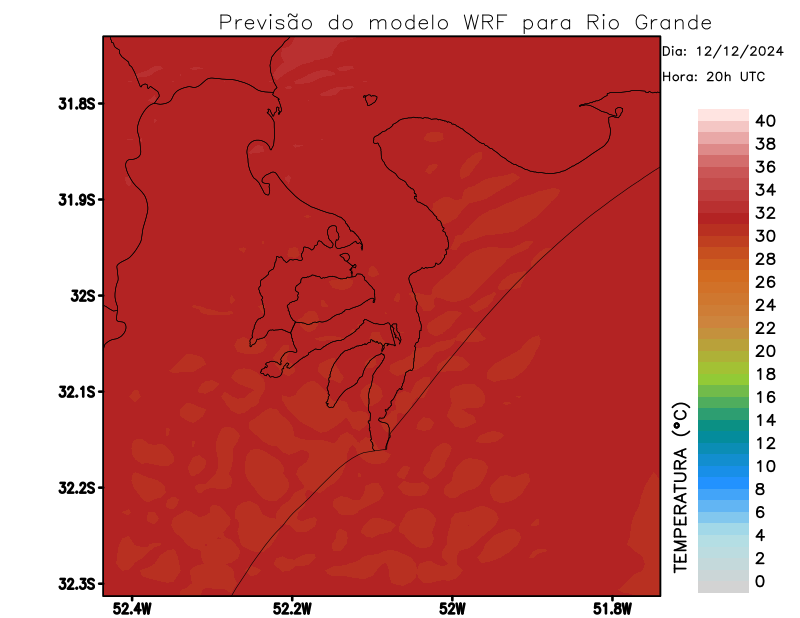 Previsão do modelo WRF para Rio Grande
Dia: 12/12/2024
Hora: 20h UTC
31.8S
31.9S
32S
32.1S
32.2S
32.3S
52.4W
52.2W
52W
51.8W
TEMPERATURA (°C)
40
38
36
34
32
30
28
26
24
22
20
18
16
14
12
10
8
6
4
2
0